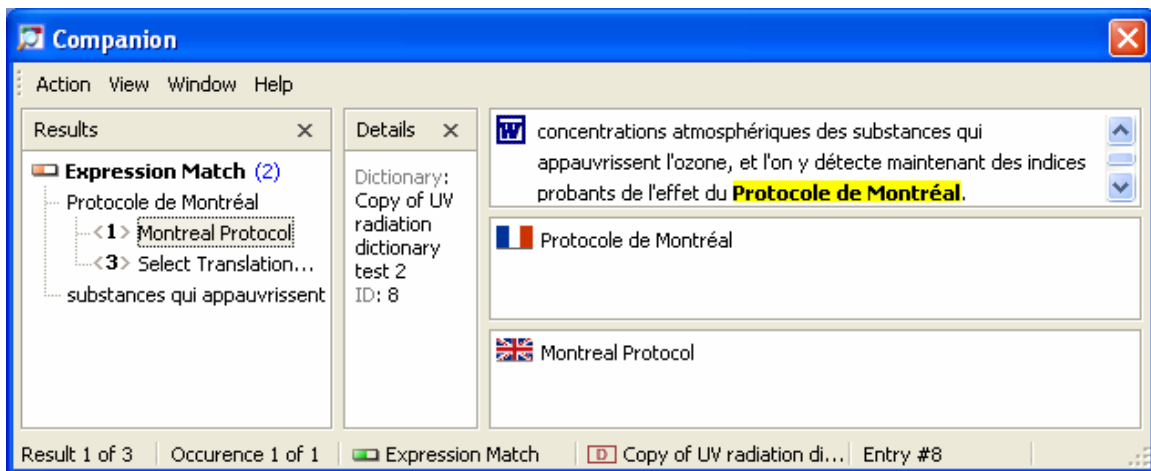 Companion
Action View Window Help
Results
Expression Match (2)
Protocole de Montréal
<1> Montreal Protocol
<3> Select Translation...
substances qui appauvrissent
Details
Dictionary:
Copy of UV
radiation
dictionary
test 2
ID: 8
concentrations atmosphériques des substances qui
appauvrissent l'ozone, et l'on y détecte maintenant des indices
probants de l'effet du Protocole de Montréal.
Protocole de Montréal
Montreal Protocol
Result 1 of 3 Occurence 1 of 1 Expression Match D Copy of UV radiation di... Entry #8